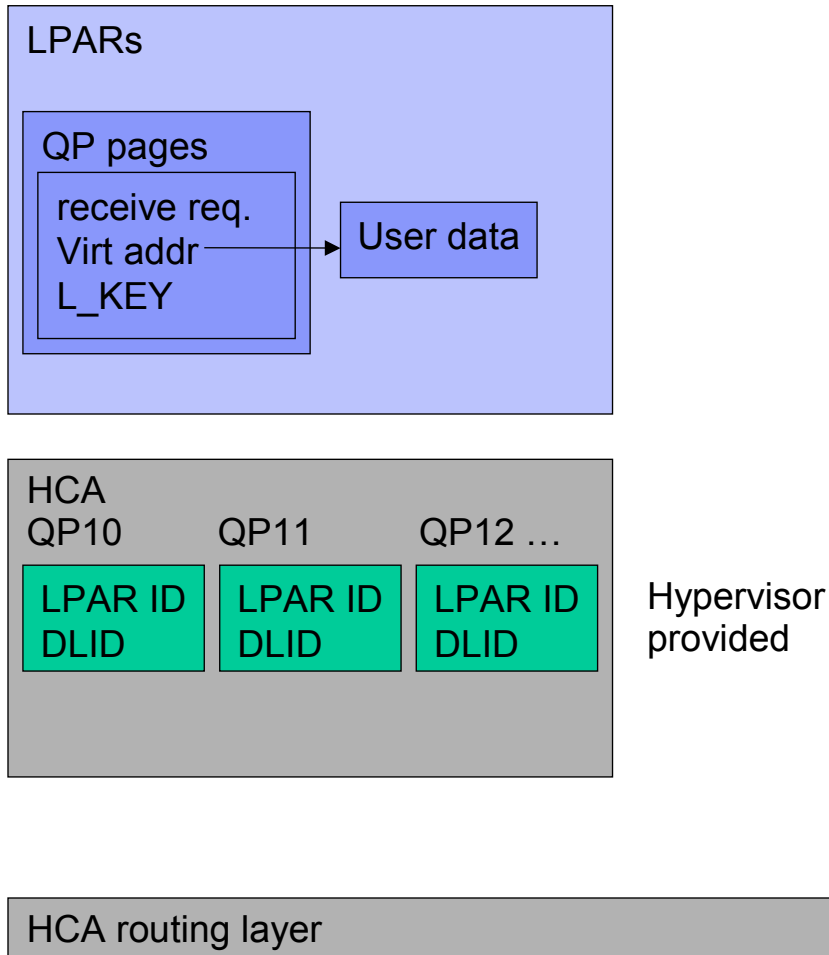 LPARs
QP pages
receive req.
Virt addr
L_KEY
User data
HCA
QP10
QP11
QP12 …
LPAR ID
DLID
LPAR ID
DLID
LPAR ID
DLID
Hypervisor
provided
HCA routing layer